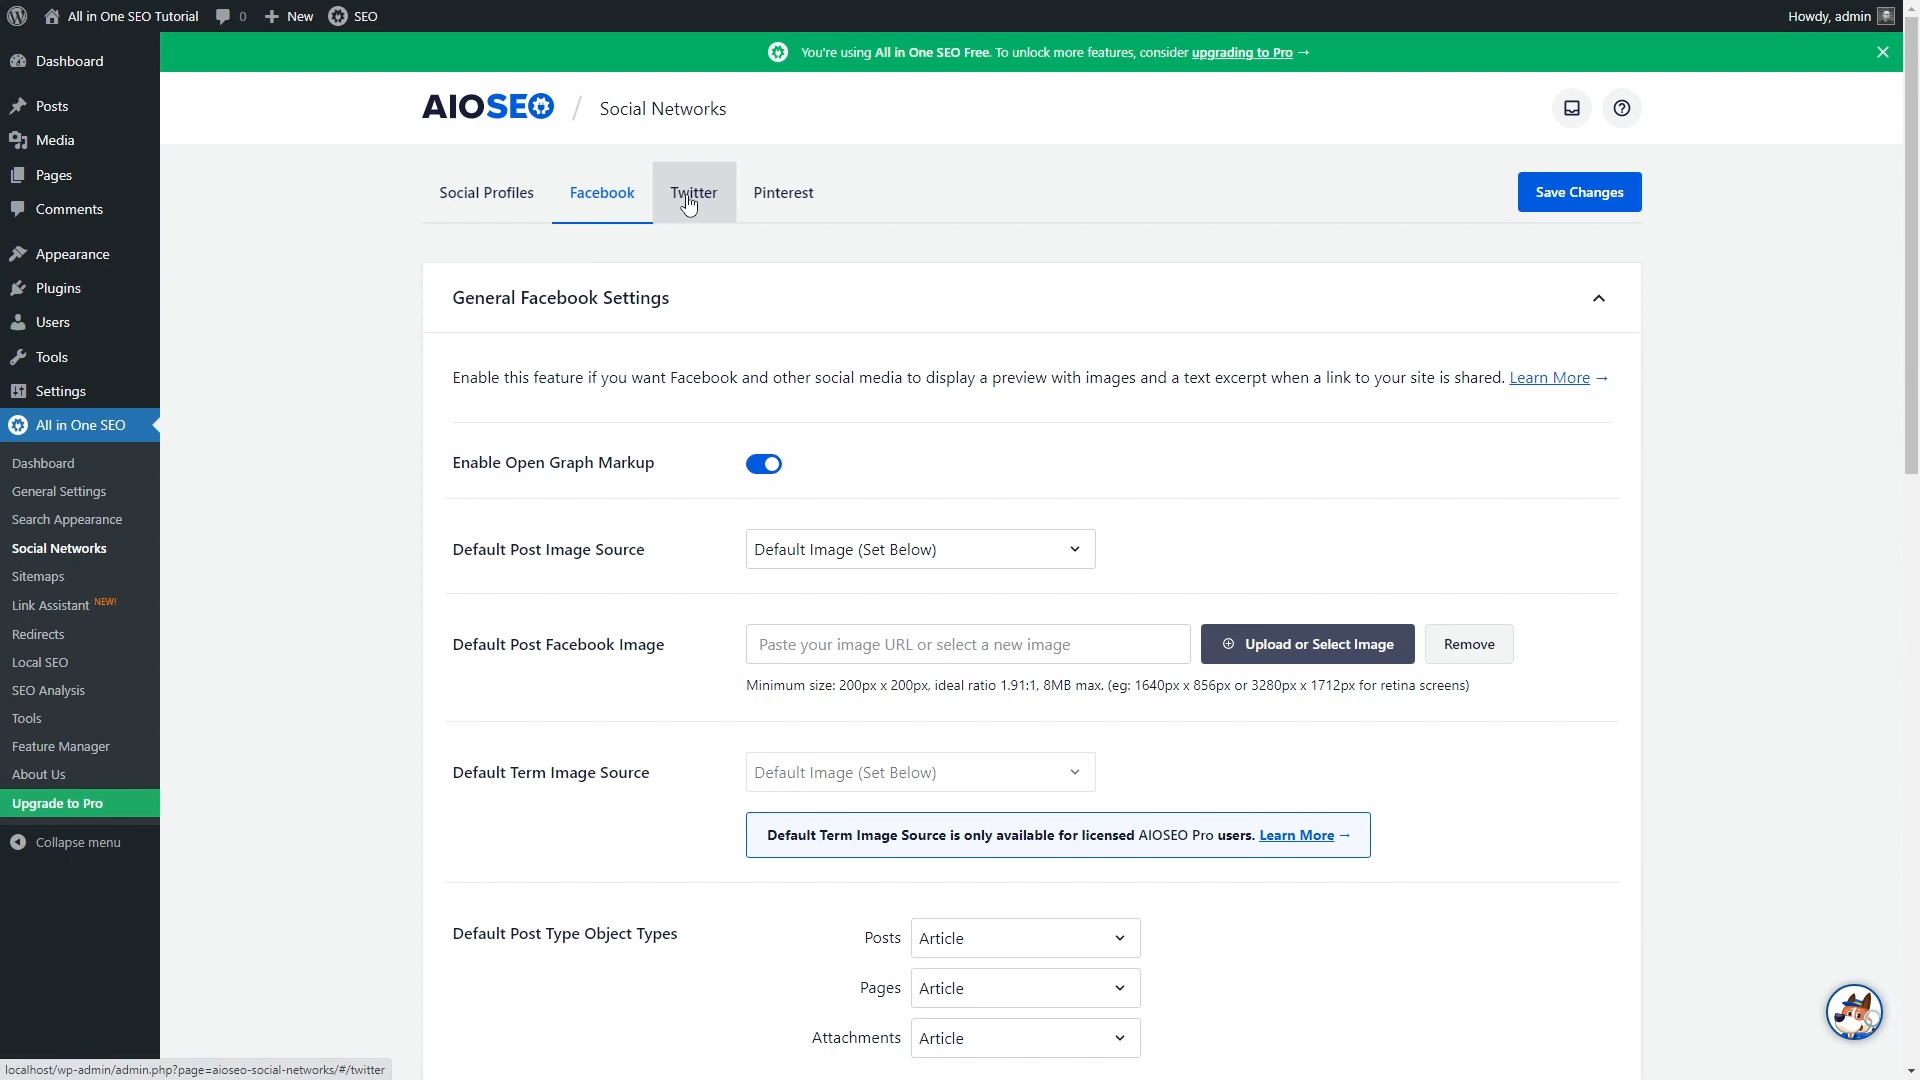 All in One SEO Tutorial
0
New
SEO
Howdy, admin
You're using All in One SEO Free. To unlock more features, consider upgrading to Pro →
Dashboard
Posts
Media
Pages
Comments
Appearance
Plugins
Users
Tools
Settings
All in One SEO
Dashboard
General Settings
Search Appearance
Social Networks
Sitemaps
Link Assistant NEW!
Redirects
Local SEO
SEO Analysis
Tools
Feature Manager
About Us
Upgrade to Pro
Collapse menu
AIOSEO / Social Networks
Social Profiles
Facebook
Twitter
Pinterest
Save Changes
General Facebook Settings
Enable this feature if you want Facebook and other social media to display a preview with images and a text excerpt when a link to your site is shared. Learn More →
Enable Open Graph Markup
Default Post Image Source
Default Image (Set Below)
Default Post Facebook Image
Paste your image URL or select a new image
Upload or Select Image
Remove
Minimum size: 200px x 200px, ideal ratio 1.91:1, 8MB max. (eg: 1640px x 856px or 3280px x 1712px for retina screens)
Default Term Image Source
Default Image (Set Below)
Default Term Image Source is only available for licensed AIOSEO Pro users. Learn More →
Default Post Type Object Types
Posts
Article
Pages
Article
Attachments
Article
localhost/wp-admin/admin.php?page=aioseo-social-networks/#/twitter